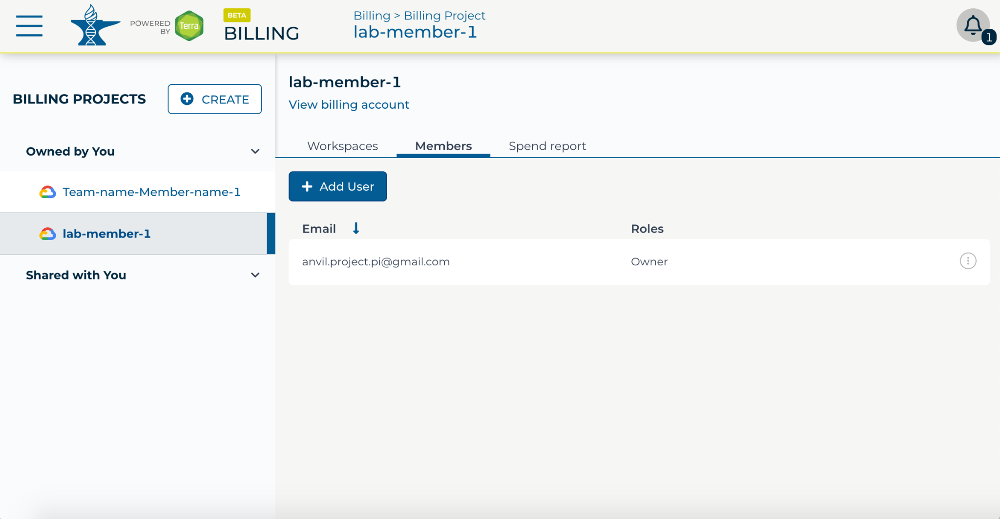 POWERED
BY
Terra
BETA
BILLING
Billing > Billing Project
lab-member-1
1
BILLING PROJECTS
CREATE
Owned by You
Team-name-Member-name-1
lab-member-1
Shared with You
lab-member-1
View billing account
Workspaces
Members
Spend report
Add User
Email
Roles
anvil.project.pi@gmail.com
Owner